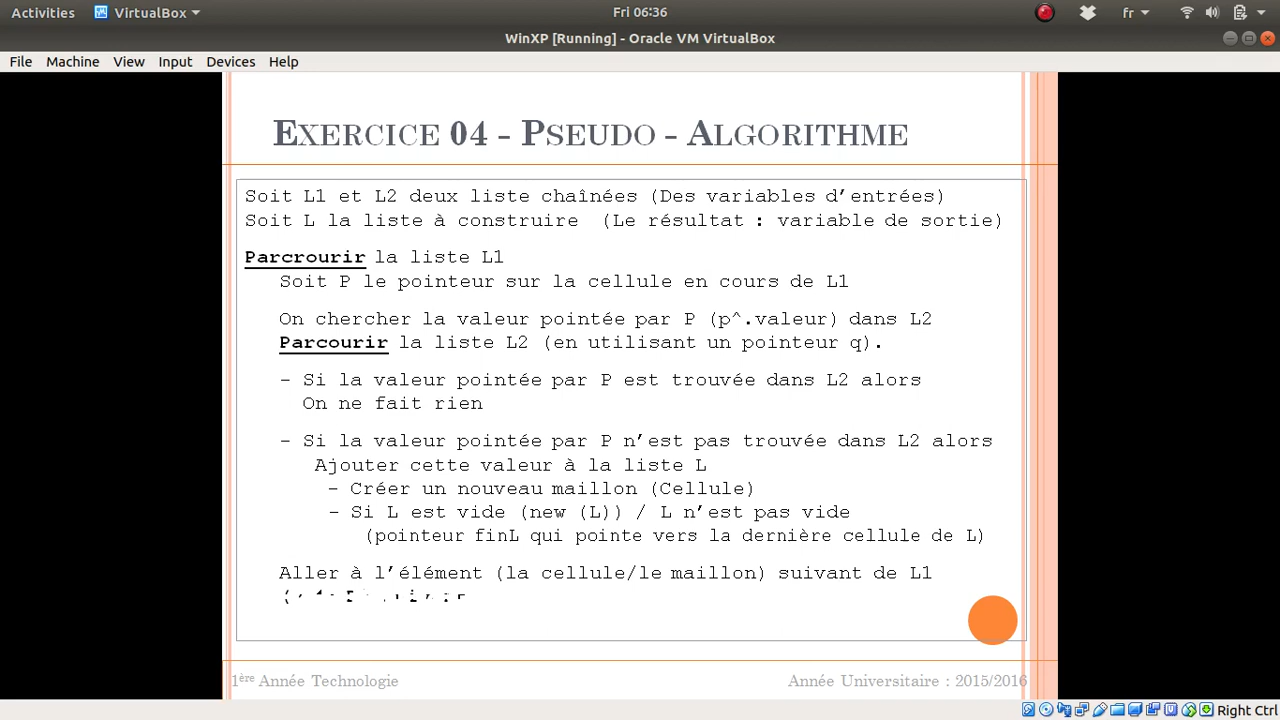 Activities VirtualBox Fri 06:36 fr
WinXP [Running] - Oracle VM VirtualBox
File Machine View Input Devices Help
EXERCICE 04 - PSEUDO - ALGORITHME
Soit L1 et L2 deux liste chaînées (Des variables d’entrées)
Soit L la liste à construire (Le résultat : variable de sortie)
Parcrourir la liste L1
Soit P le pointeur sur la cellule en cours de L1
On chercher la valeur pointée par P (p^.valeur) dans L2
Parcourir la liste L2 (en utilisant un pointeur q).
- Si la valeur pointée par P est trouvée dans L2 alors
On ne fait rien
- Si la valeur pointée par P n’est pas trouvée dans L2 alors
Ajouter cette valeur à la liste L
- Créer un nouveau maillon (Cellule)
- Si L est vide (new (L)) / L n’est pas vide
(pointeur finL qui pointe vers la dernière cellule de L)
Aller à l’élément (la cellule/le maillon) suivant de L1
1ère Année Technologie Année Universitaire : 2015/2016
Right Ctrl